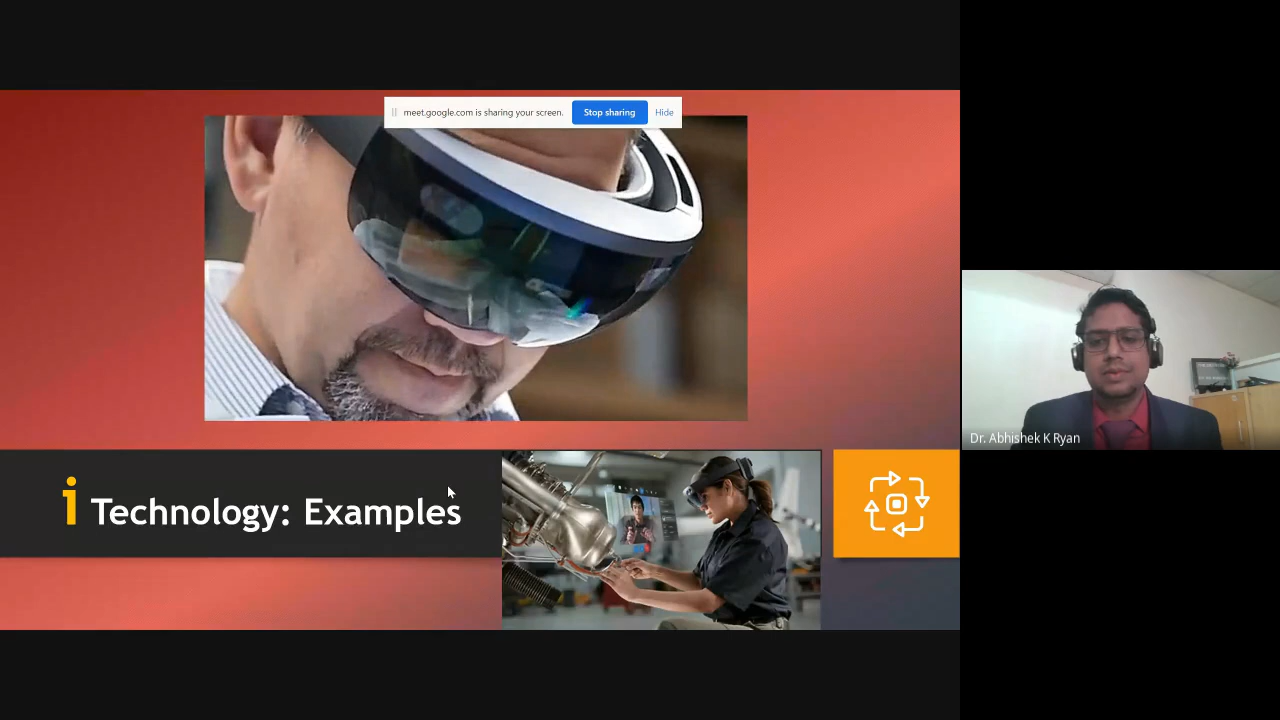 meet.google.com is sharing your screen. Stop sharing Hide
i Technology: Examples
Dr. Abhishek K Ryan